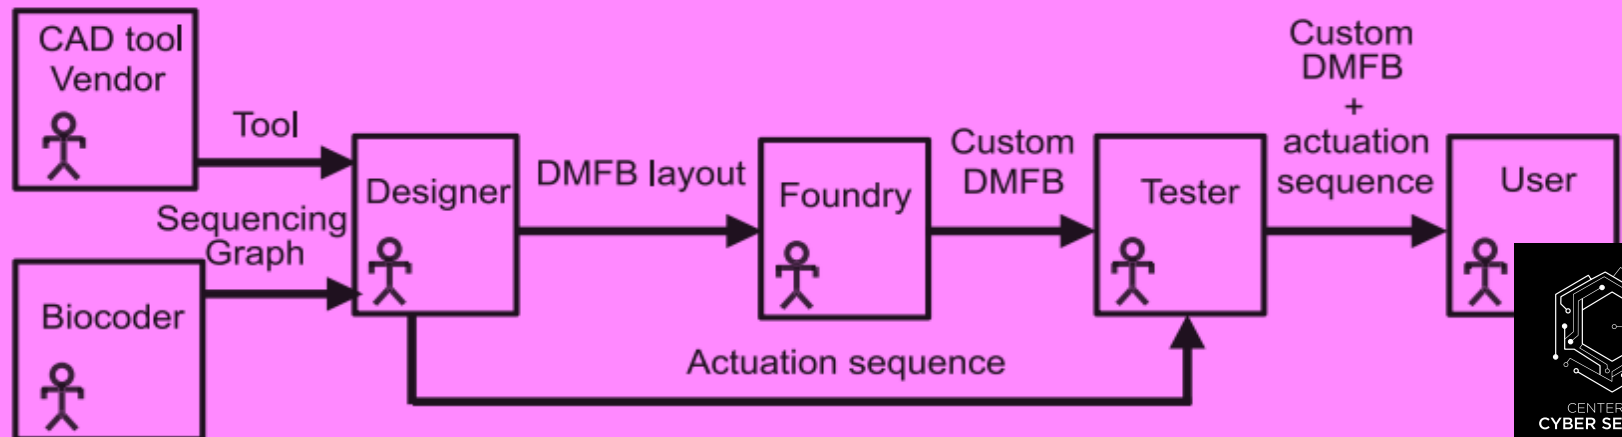 CAD tool
Vendor
Tool
Sequencing
Graph
Biocoder
Designer
DMFB layout
Foundry
Custom
DMFB
Tester
Custom
DMFB
+
actuation
sequence
User
Actuation sequence
CENTER
CYBER SE